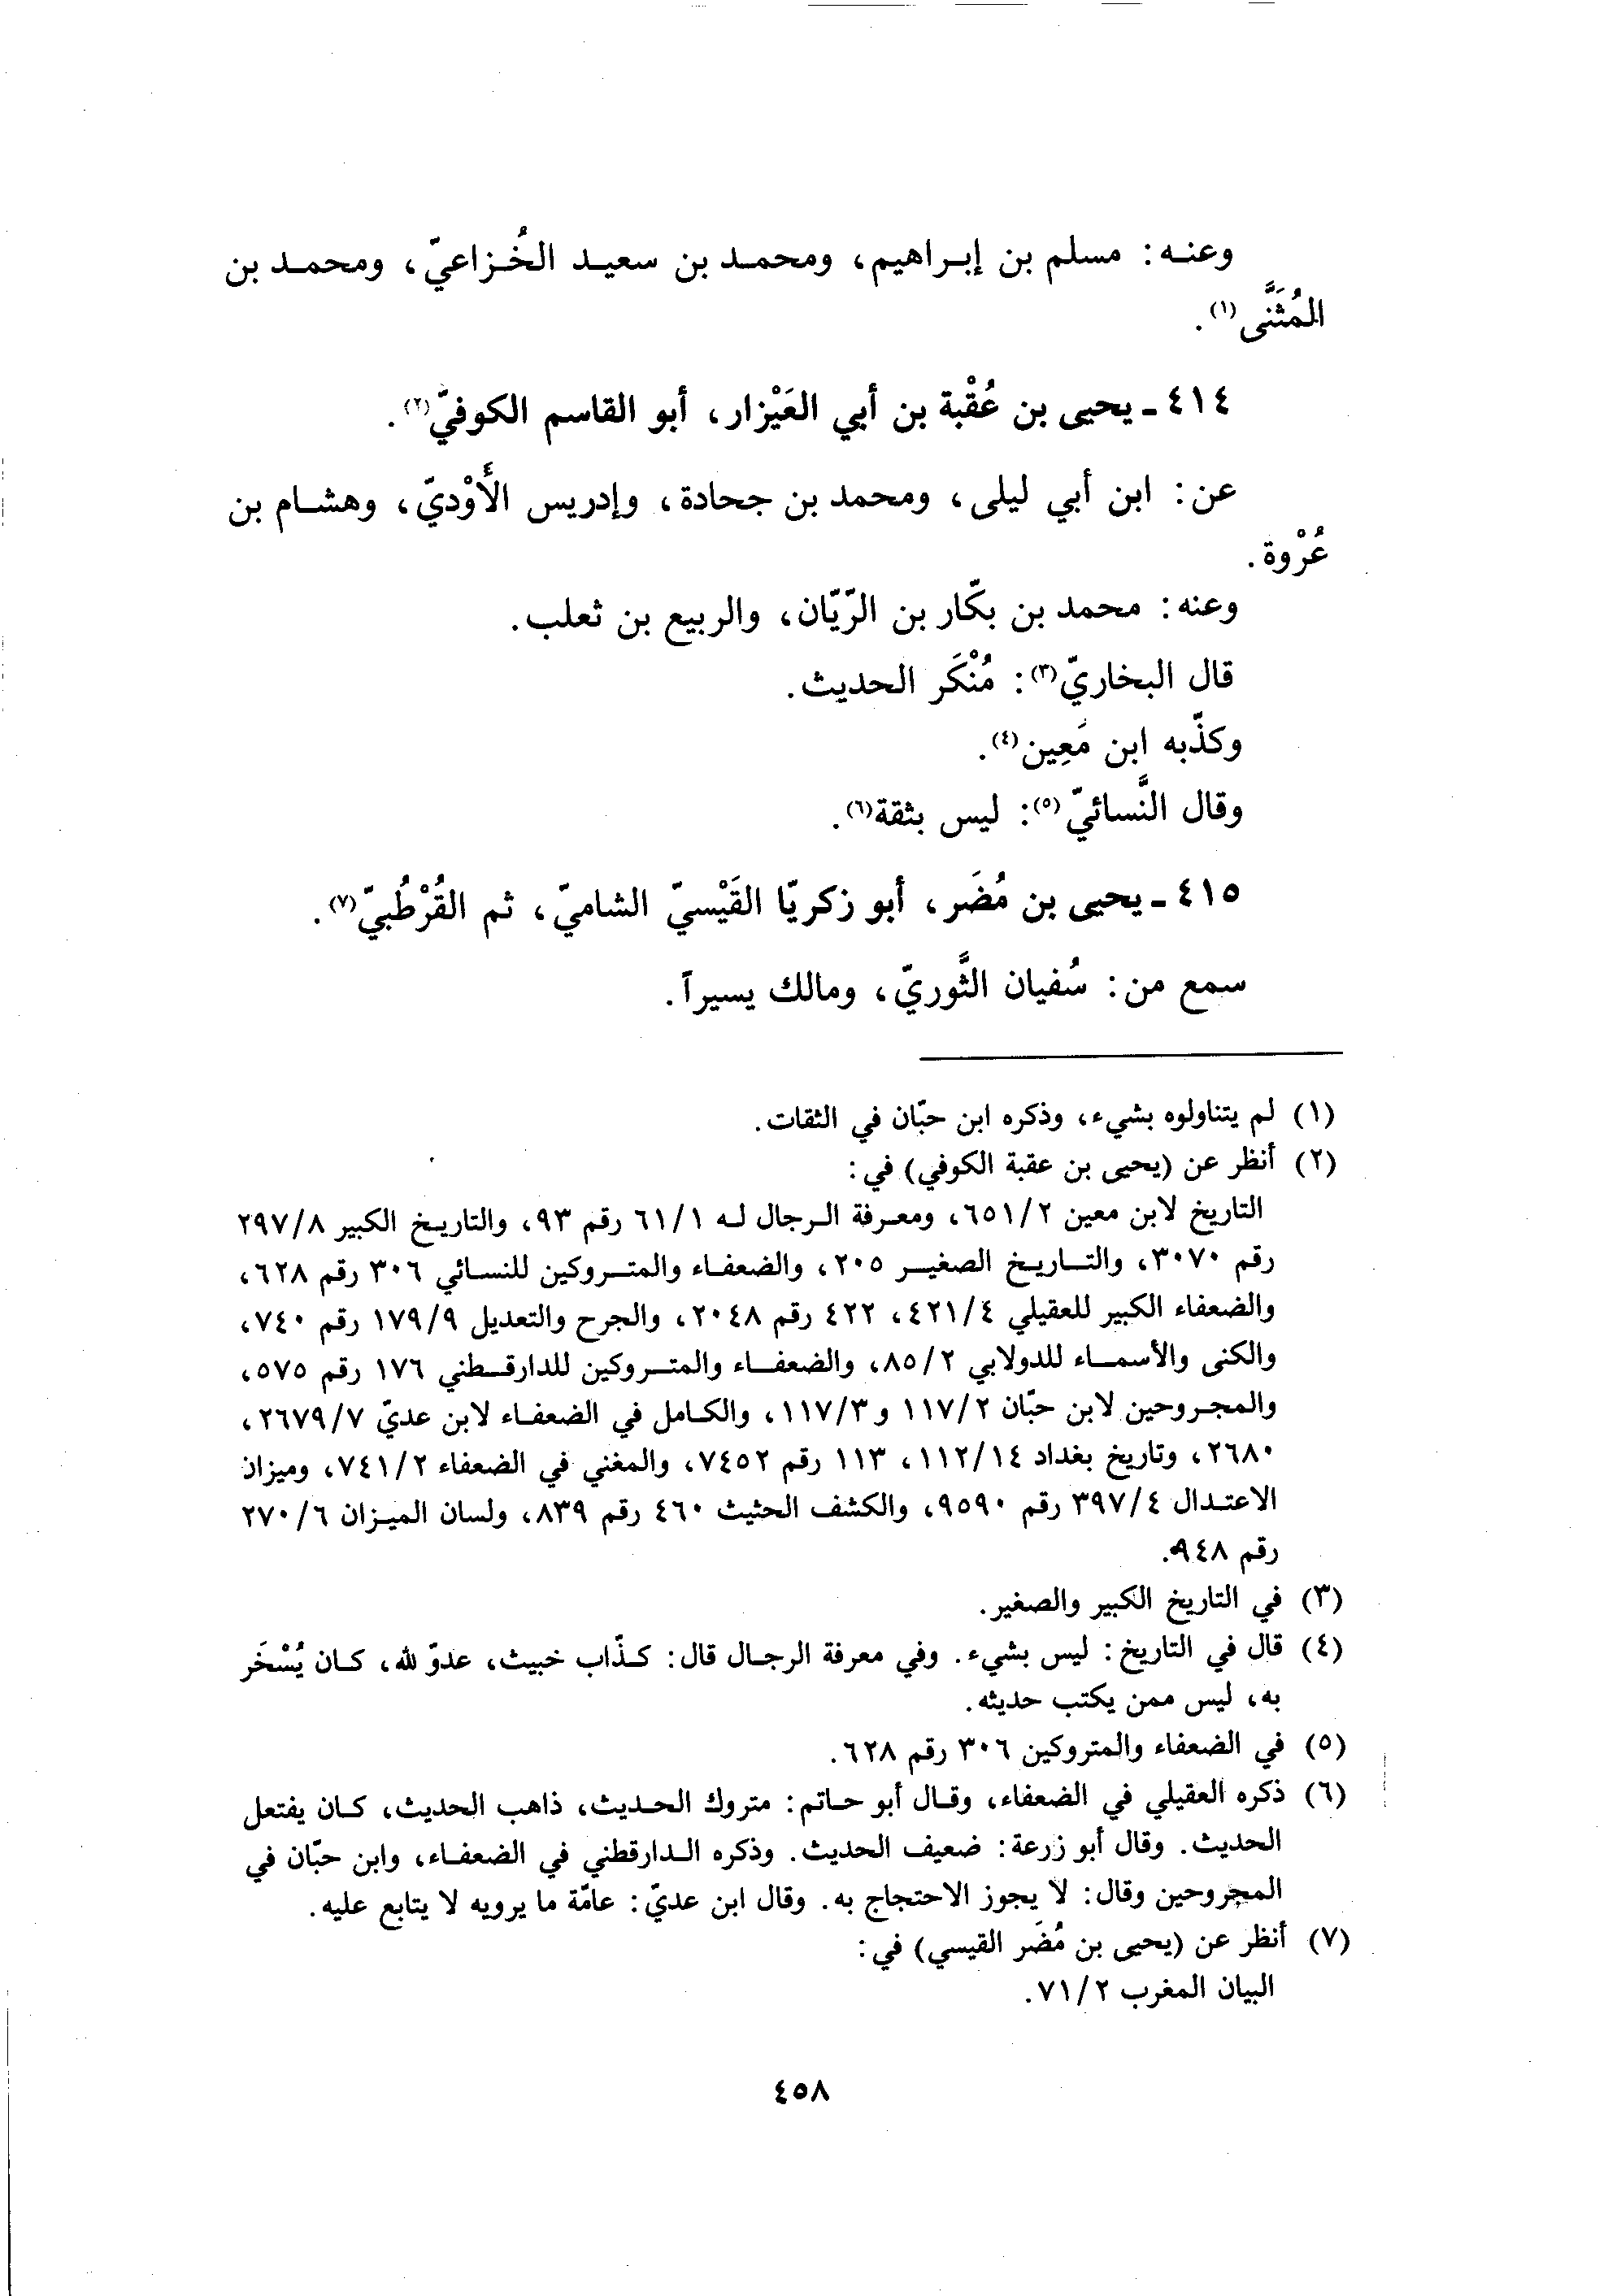 وعنه: مسلم بن إبراهيم، ومحمد بن سعيد الخُزاعيّ، ومحمد بن
المُثَنَّى(١).
٤١٤ ـ يحيى بن عُقْبة بن أبي العَيْزار، أبو القاسم الكوفيّ(٢).
عن: ابن أبي ليلى، ومحمد بن جحادة، وإدريس الأَوْديّ، وهشام بن
عُرْوة.
وعنه: محمد بن بكّار بن الرّيّان، والربيع بن ثعلب.
قال البخاريّ(٣): مُنْكَر الحديث.
وكذّبه ابن مَعِين(٤).
وقال النَّسائيّ(٥): ليس بثقة(٦).
٤١٥ ـ يحيى بن مُضَر، أبو زكريّا القَيْسيّ الشاميّ، ثم القُرْطُبيّ(٧).
سمع من: سُفيان الثَّوريّ، ومالك يسيراً.
(١) لم يتناولوه بشيء، وذكره ابن حبّان في الثقات.
(٢) أنظر عن (يحيى بن عقبة الكوفي) في:
التاريخ لابن معين ٦٥١/٢، ومعرفة الرجال له ٦١/١ رقم ٩٣، والتاريخ الكبير ٢٩٧/٨
رقم ٣٠٧٠، والتاريخ الصغير ٢٠٥، والضعفاء والمتروكين للنسائي ٣٠٦ رقم ٦٢٨،
والضعفاء الكبير للعقيلي ٤٢١/٤، ٤٢٢ رقم ٢٠٤٨، والجرح والتعديل ١٧٩/٩ رقم ٧٤٠،
والكنى والأسماء للدولابي ٨٥/٢، والضعفاء والمتروكين للدارقطني ١٧٦ رقم ٥٧٥،
والمجروحين لابن حبّان ١١٧/٢ و ١١٧/٣، والكامل في الضعفاء لابن عديّ ٢٦٧٩/٧،
٢٦٨٠، وتاريخ بغداد ١١٢/١٤، ١١٣ رقم ٧٤٥٢، والمغني في الضعفاء ٧٤١/٢، وميزان
الاعتدال ٣٩٧/٤ رقم ٩٥٩٠، والكشف الحثيث ٤٦٠ رقم ٨٣٩، ولسان الميزان ٢٧٠/٦
رقم ٩٤٨.
(٣) في التاريخ الكبير والصغير.
(٤) قال في التاريخ: ليس بشيء. وفي معرفة الرجال قال: كذّاب خبيث، عدوّ لله، كان يُسْخَر
به، ليس ممن يكتب حديثه.
(٥) في الضعفاء والمتروكين ٣٠٦ رقم ٦٢٨.
(٦) ذكره العقيلي في الضعفاء، وقال أبو حاتم: متروك الحديث، ذاهب الحديث، كان يفتعل
الحديث. وقال أبو زرعة: ضعيف الحديث. وذكره الدارقطني في الضعفاء، وابن حبّان في
المجروحين وقال: لا يجوز الاحتجاج به. وقال ابن عديّ: عامّة ما يرويه لا يتابع عليه.
(٧) أنظر عن (يحيى بن مُضَر القيسي) في:
البيان المغرب ٧١/٢.
٤٥٨